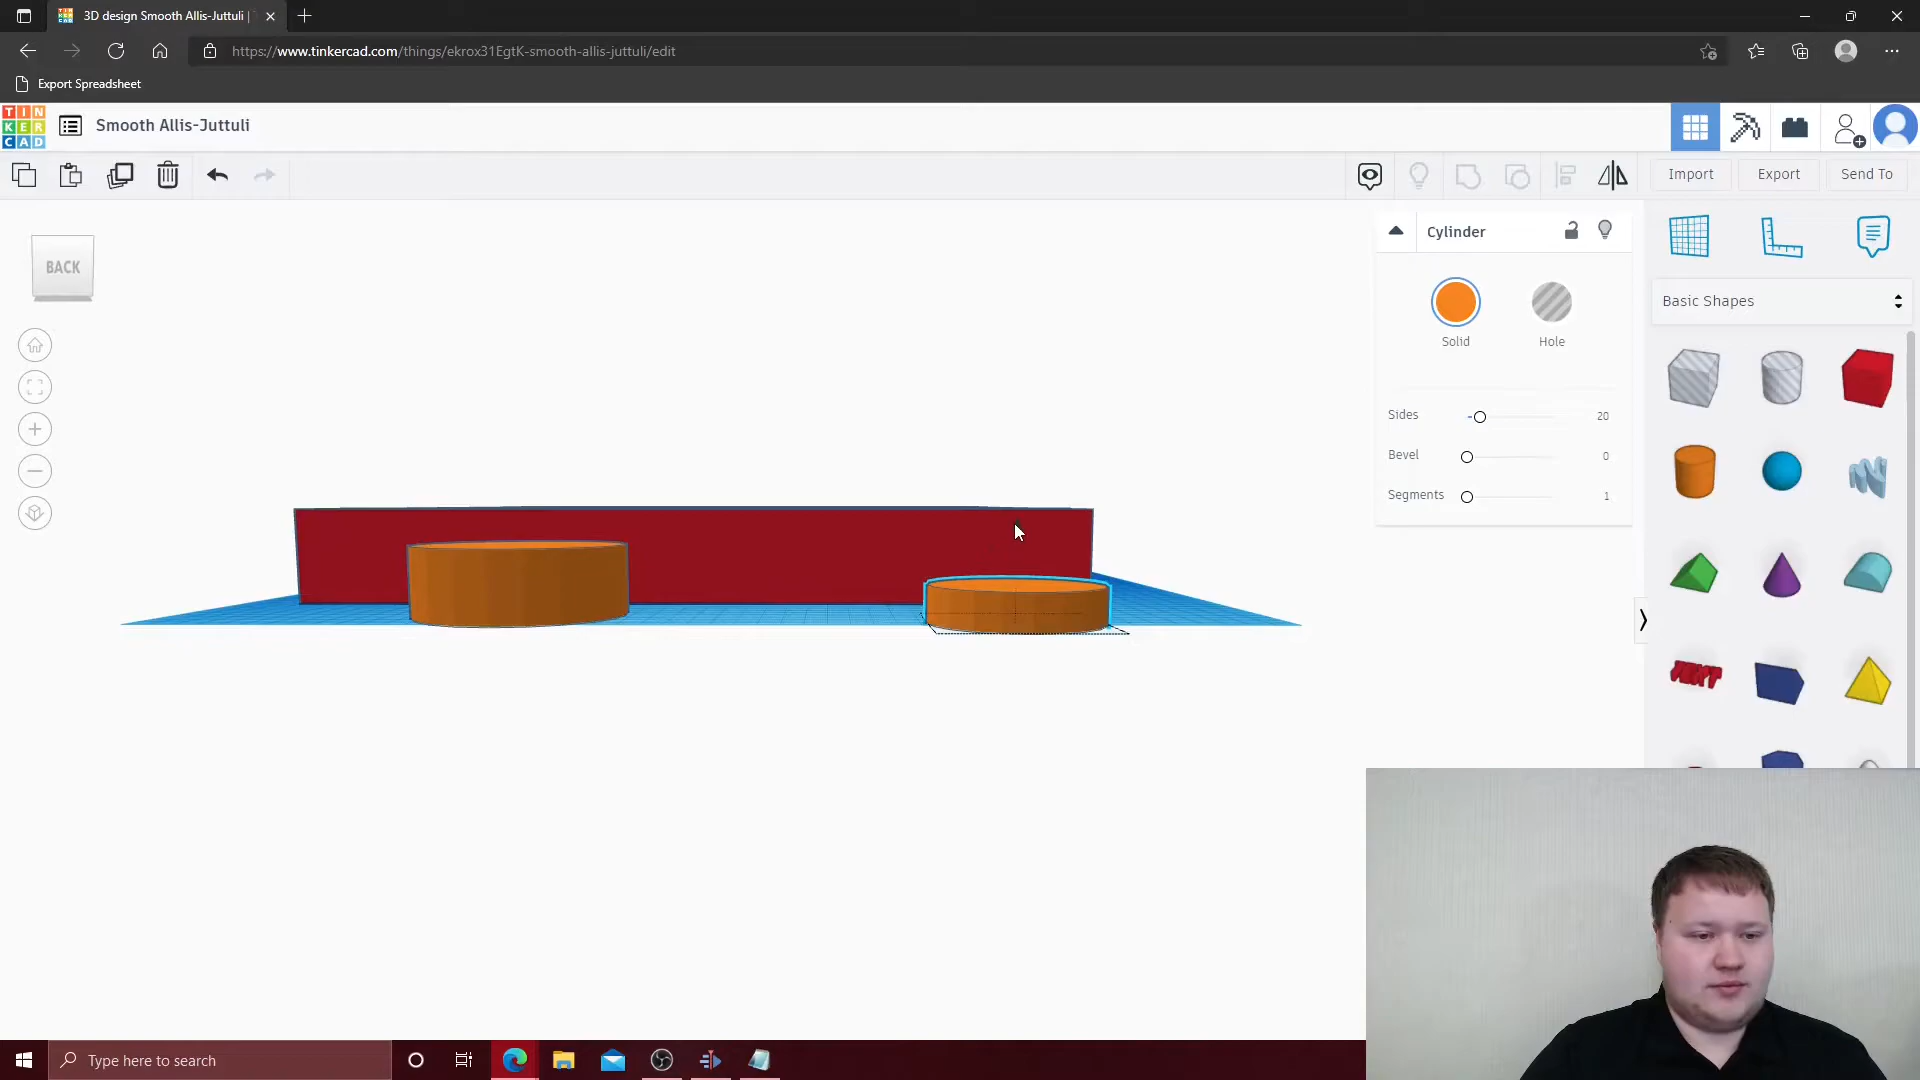 3D design Smooth Allis-Juttuli |
https://www.tinkercad.com/things/ekrox31EgtK-smooth-allis-juttuli/edit
Export Spreadsheet
TIN
KER
CAD
Smooth Allis-Juttuli
Import
Export
Send To
BACK
Cylinder
Solid
Hole
Sides
20
Bevel
0
Segments
1
Basic Shapes
TEXT
Type here to search